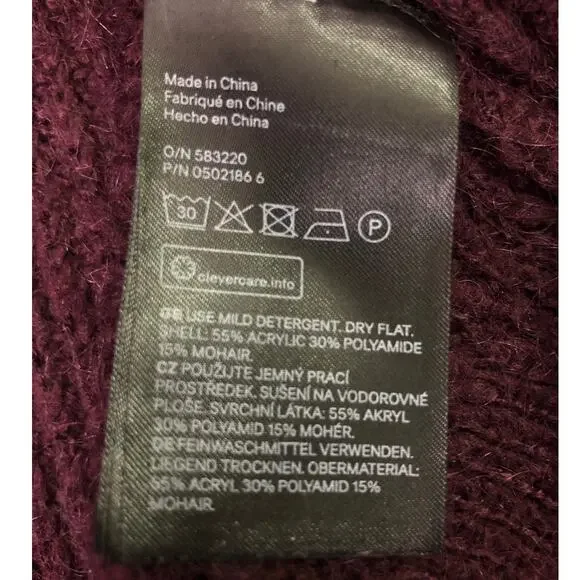 Made in China
Fabriqué en Chine
Hecho en China
O/N 583220
P/N 0502186 6
30 P
clevercare.info
GB USE MILD DETERGENT. DRY FLAT.
SHELL: 55% ACRYLIC 30% POLYAMIDE
15% MOHAIR.
CZ POUŽIJTE JEMNÝ PRACÍ
PROSTŘEDEK. SUŠENÍ NA VODOROVNÉ
PLOŠE. SVRCHNÍ LÁTKA: 55% AKRYL
30% POLYAMID 15% MOHÉR.
DE FEINWASCHMITTEL VERWENDEN.
LIEGEND TROCKNEN. OBERMATERIAL:
55% ACRYL 30% POLYAMID 15%
MOHAIR.